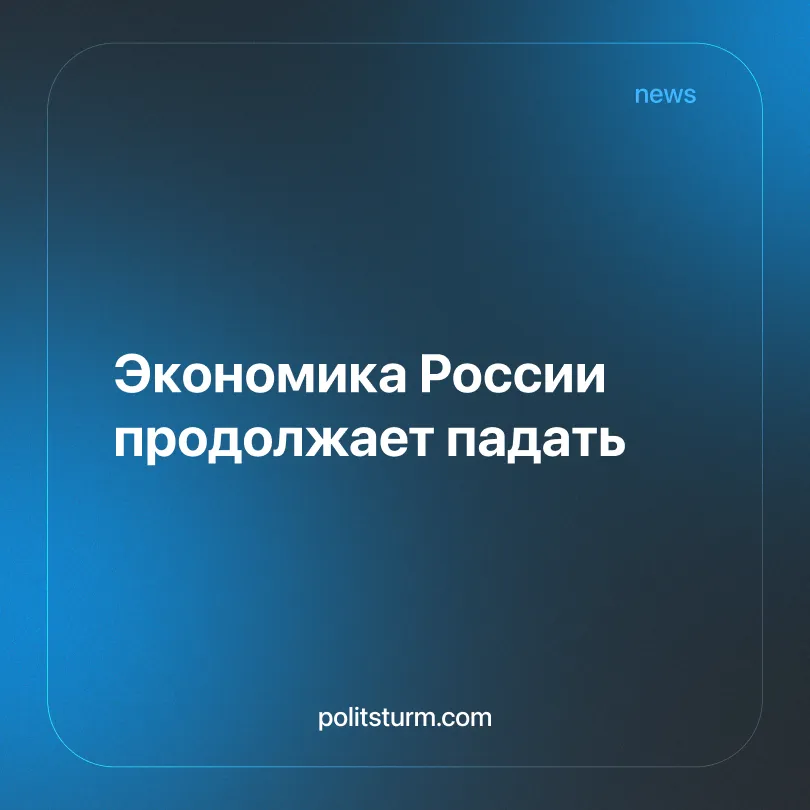 news
Экономика России
продолжает падать
politsturm.com